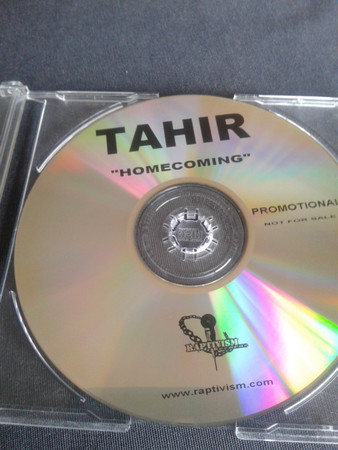 TAHIR
"HOMECOMING"
PROMOTIONAL
NOT FOR SALE
RAPTIVISM
www.raptivism.com